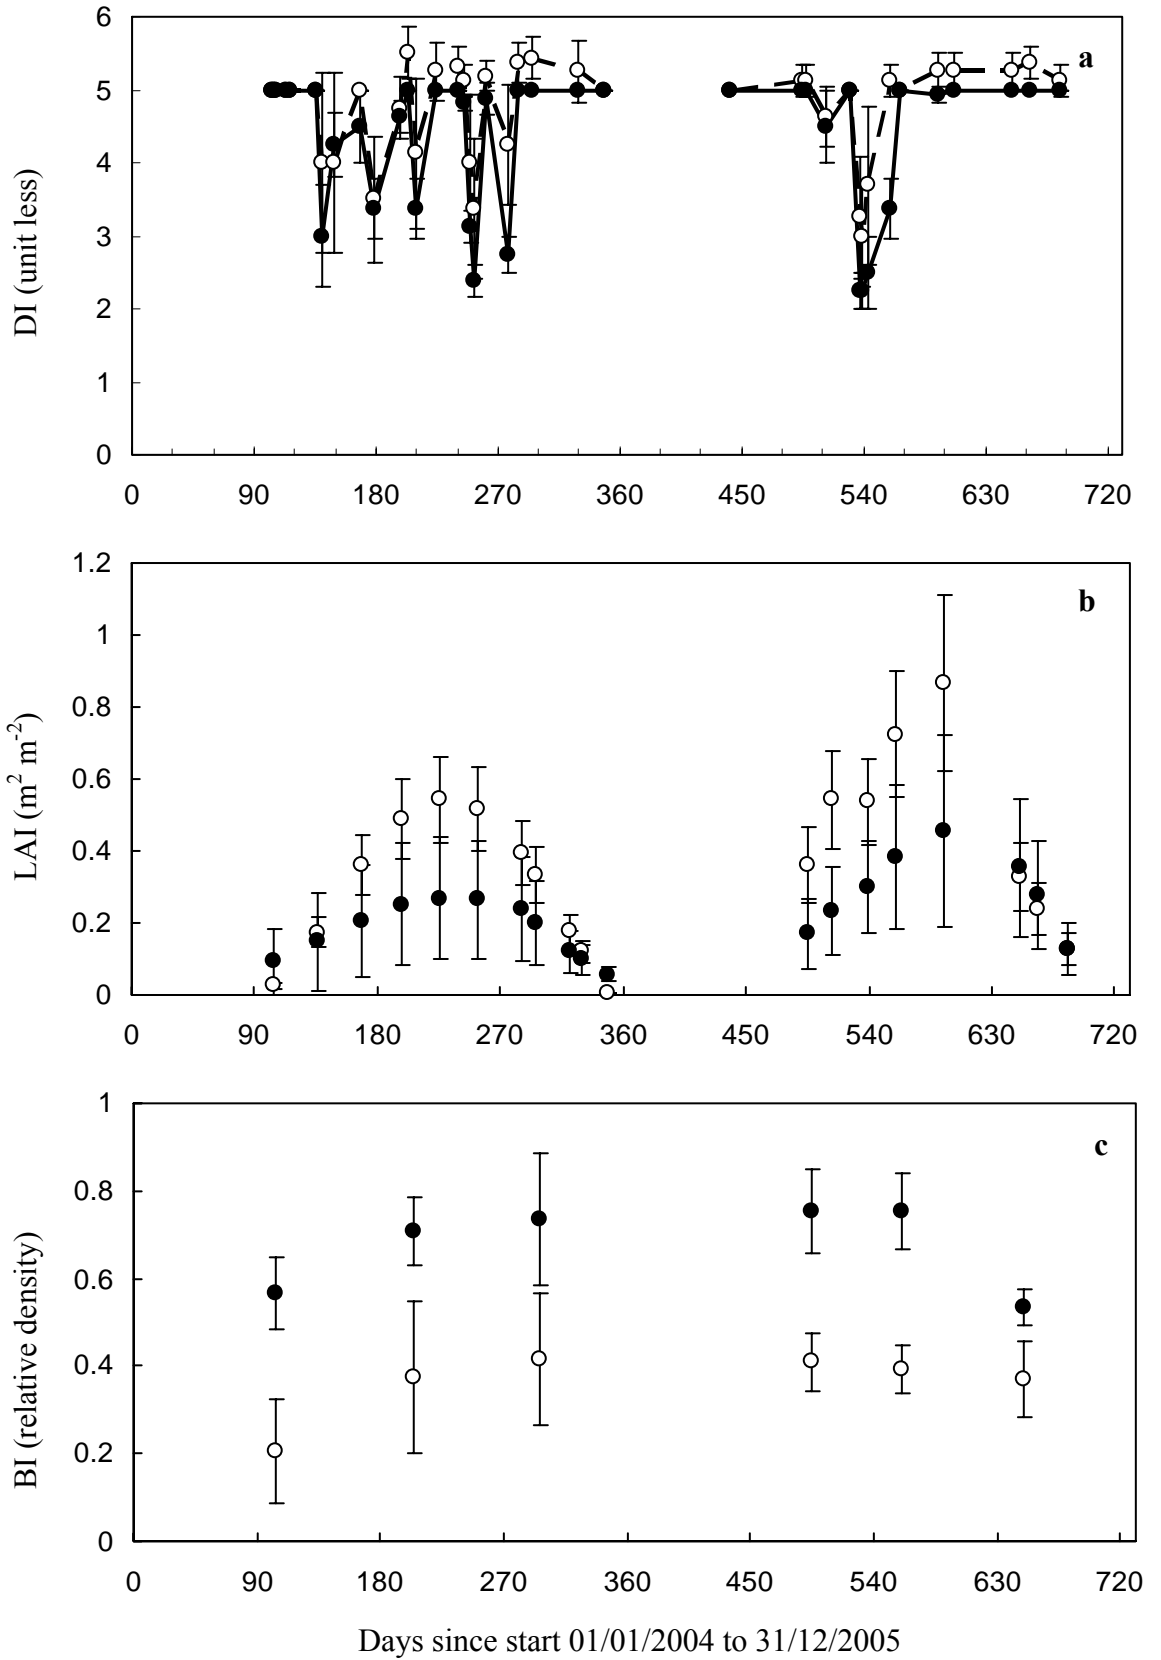 6
5
4
3
2
1
0
DI (unit less)
a
0 90 180 270 360 450 540 630 720
1.2
1
0.8
0.6
0.4
0.2
0
LAI (m² m⁻²)
b
0 90 180 270 360 450 540 630 720
1
0.8
0.6
0.4
0.2
0
BI (relative density)
c
0 90 180 270 360 450 540 630 720
Days since start 01/01/2004 to 31/12/2005